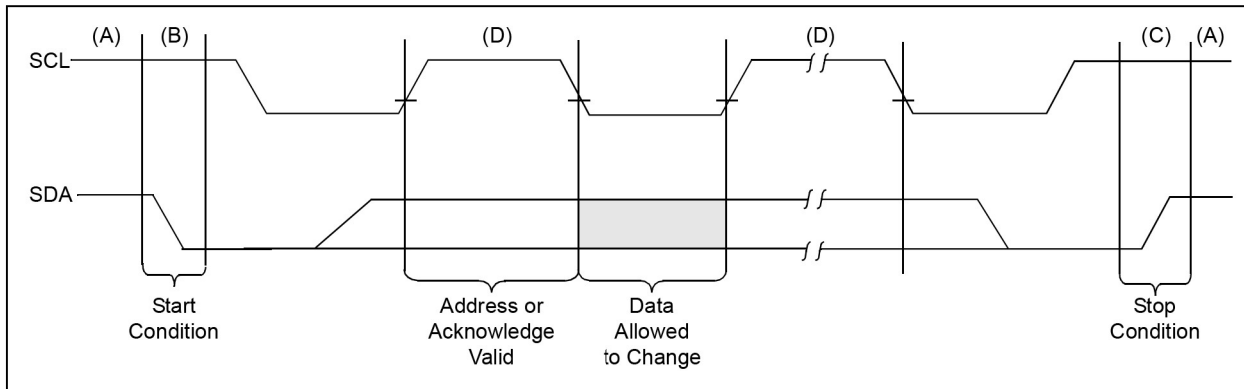 (A) (B) (D) (D) (C) (A)
SCL
SDA
Start
Condition
Address or
Acknowledge
Valid
Data
Allowed
to Change
Stop
Condition